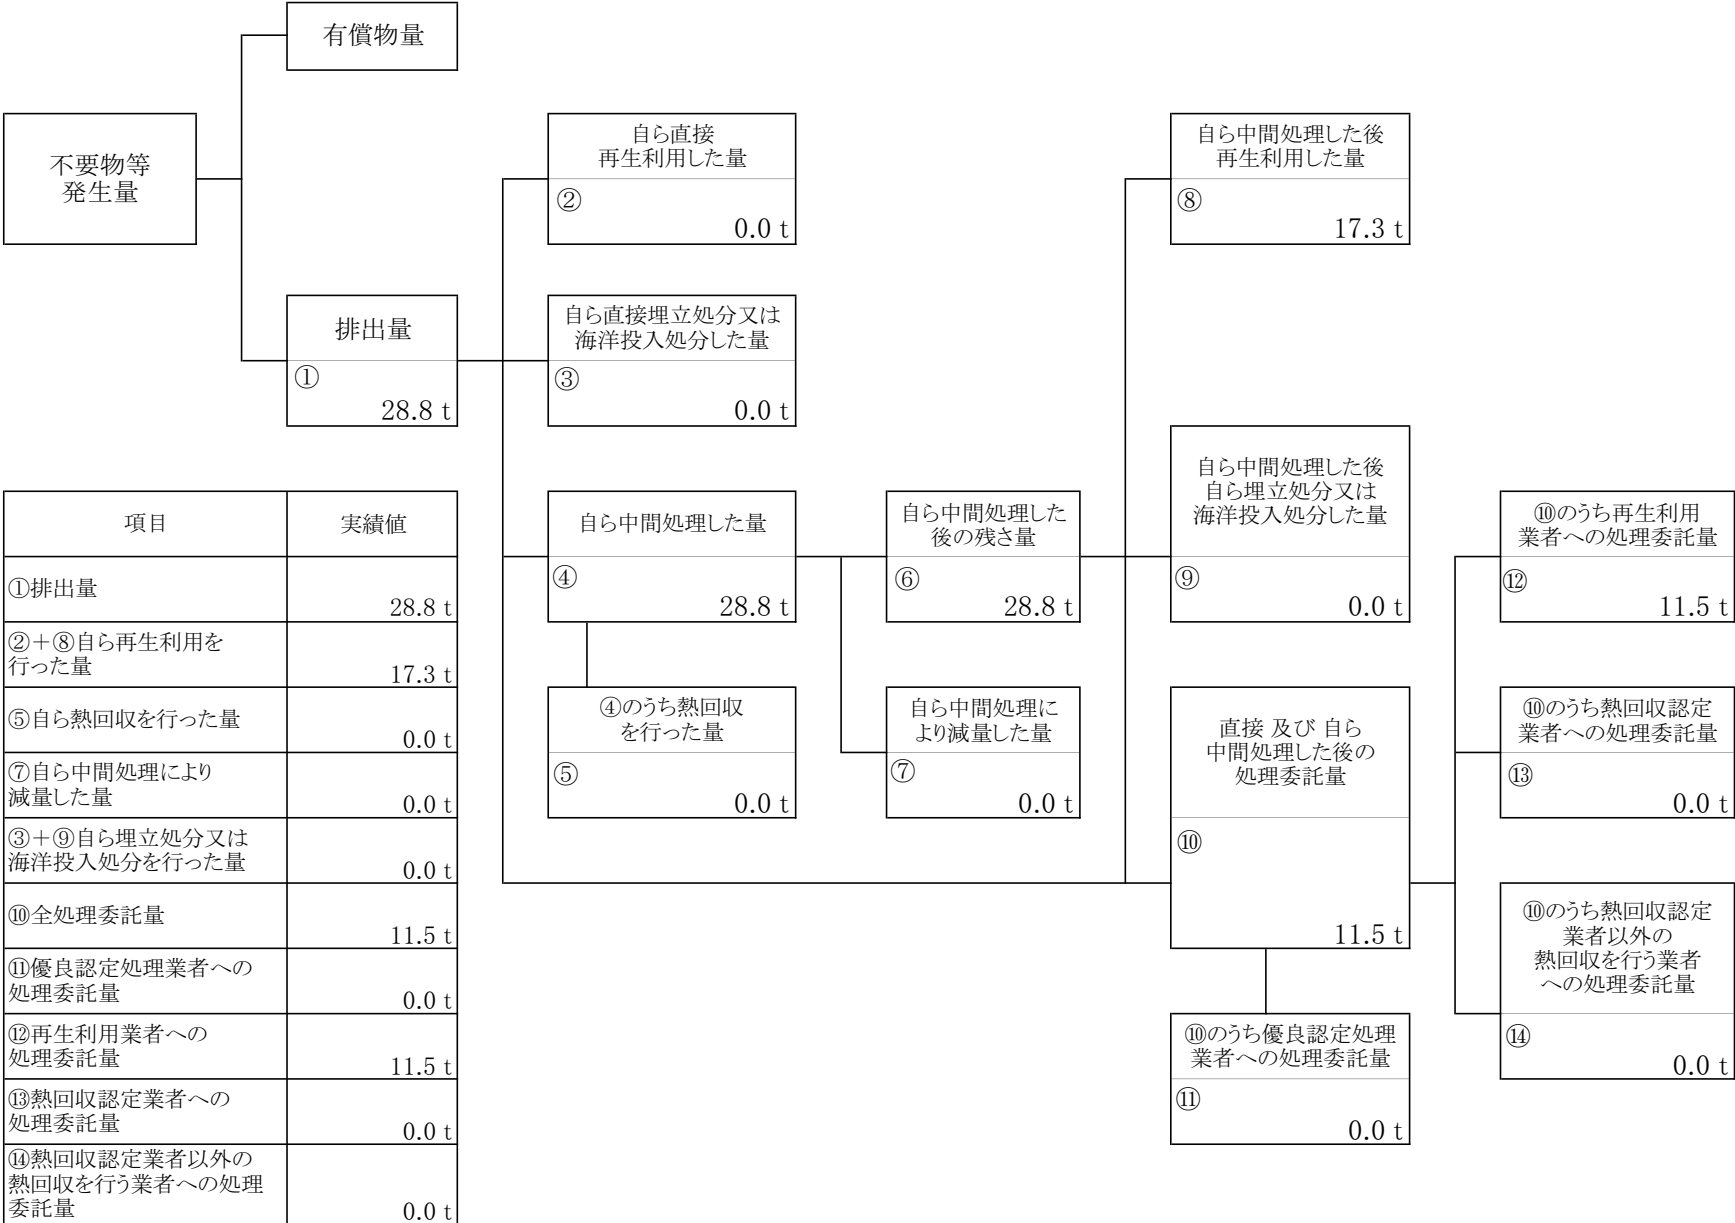 有償物量
不要物等
発生量
自ら直接
再生利用した量
②
0.0 t
自ら中間処理した後
再生利用した量
⑧
17.3 t
排出量
①
28.8 t
自ら直接埋立処分又は
海洋投入処分した量
③
0.0 t
自ら中間処理した量
④
28.8 t
自ら中間処理した
後の残さ量
⑥
28.8 t
自ら中間処理した後
自ら埋立処分又は
海洋投入処分した量
⑨
0.0 t
⑩のうち再生利用
業者への処理委託量
⑫
11.5 t
④のうち熱回収
を行った量
⑤
0.0 t
自ら中間処理に
より減量した量
⑦
0.0 t
直接 及び 自ら
中間処理した後の
処理委託量
⑩
11.5 t
⑩のうち熱回収認定
業者への処理委託量
⑬
0.0 t
⑩のうち熱回収認定
業者以外の
熱回収を行う業者
への処理委託量
⑭
0.0 t
⑩のうち優良認定処理
業者への処理委託量
⑪
0.0 t
項目
実績値
①排出量
28.8 t
②+⑧自ら再生利用を
行った量
17.3 t
⑤自ら熱回収を行った量
0.0 t
⑦自ら中間処理により
減量した量
0.0 t
③+⑨自ら埋立処分又は
海洋投入処分を行った量
0.0 t
⑩全処理委託量
11.5 t
⑪優良認定処理業者への
処理委託量
0.0 t
⑫再生利用業者への
処理委託量
11.5 t
⑬熱回収認定業者への
処理委託量
0.0 t
⑭熱回収認定業者以外の
熱回収を行う業者への処理
委託量
0.0 t